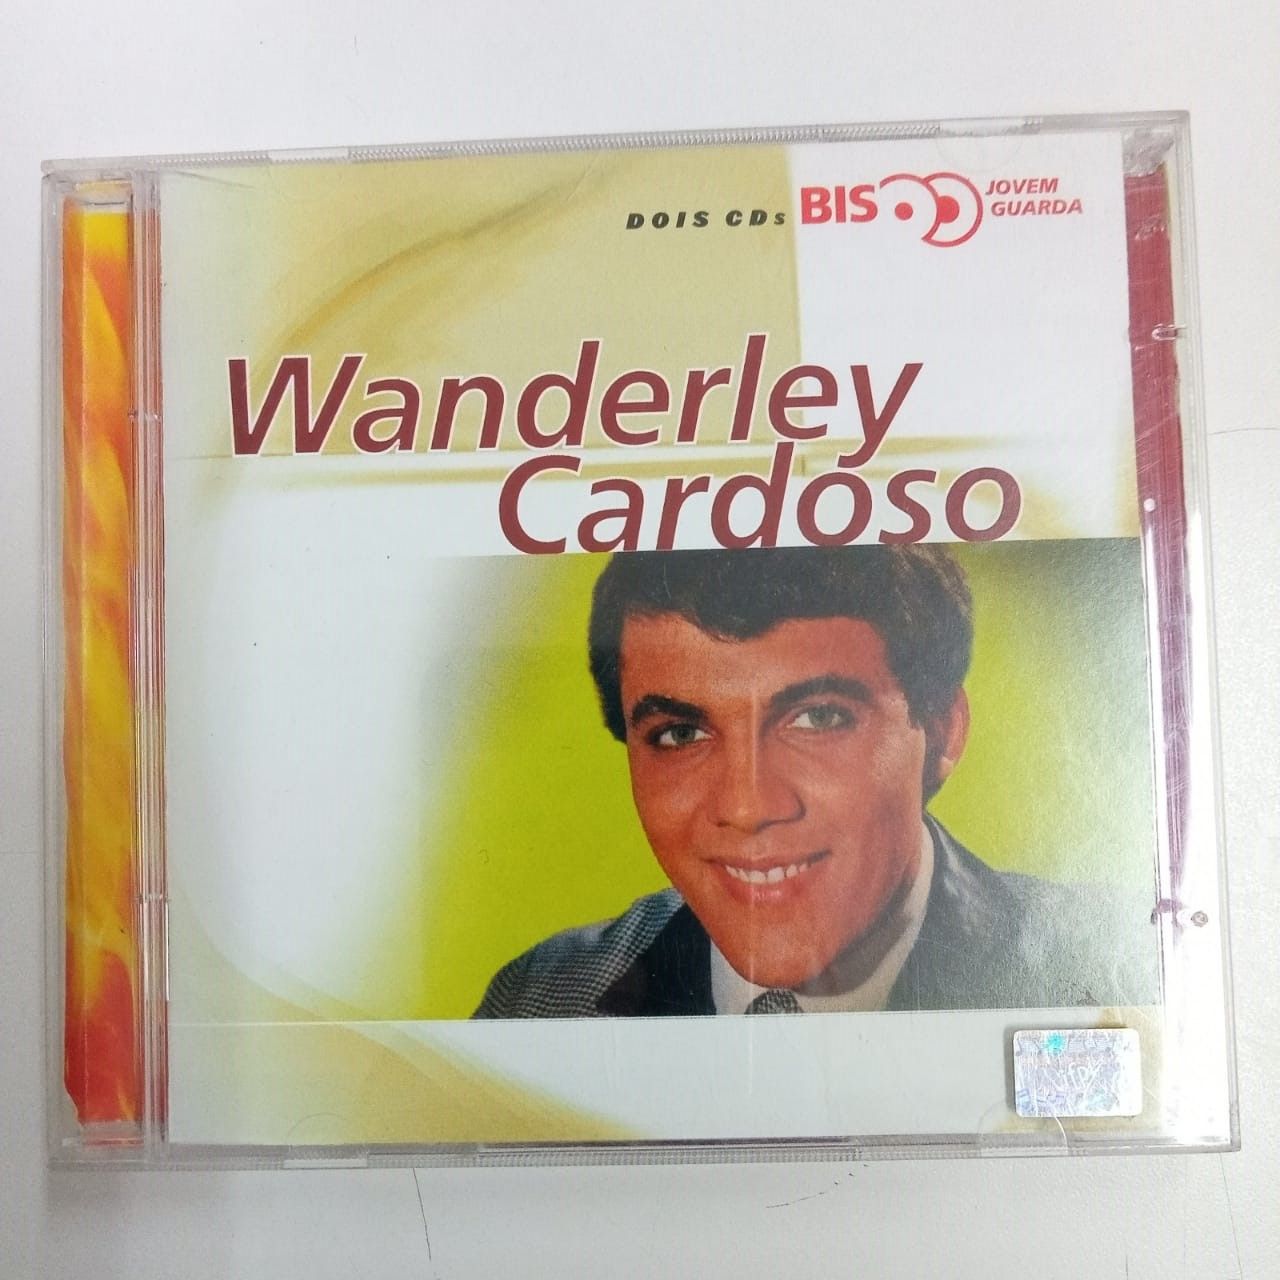 DOIS CDs
BIS
JOVEM
GUARDA
Wanderley
Cardoso